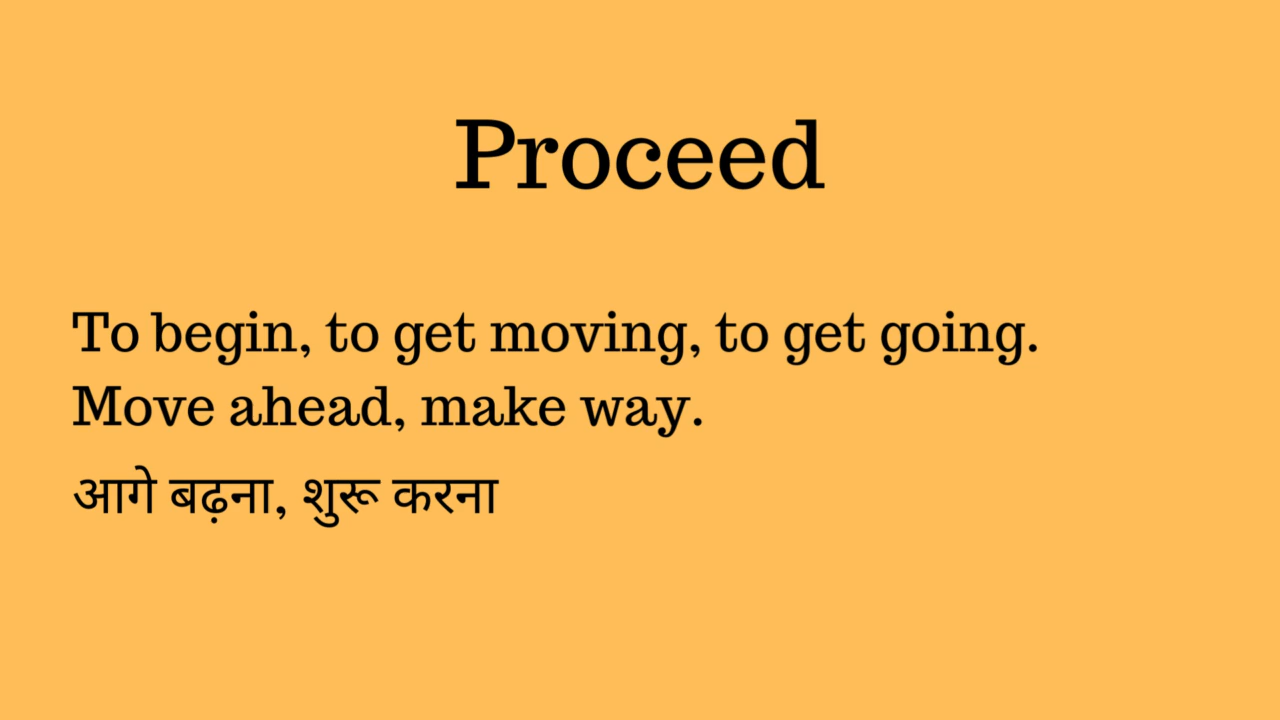 Proceed
To begin, to get moving, to get going.
Move ahead, make way.
आगे बढ़ना, शुरू करना